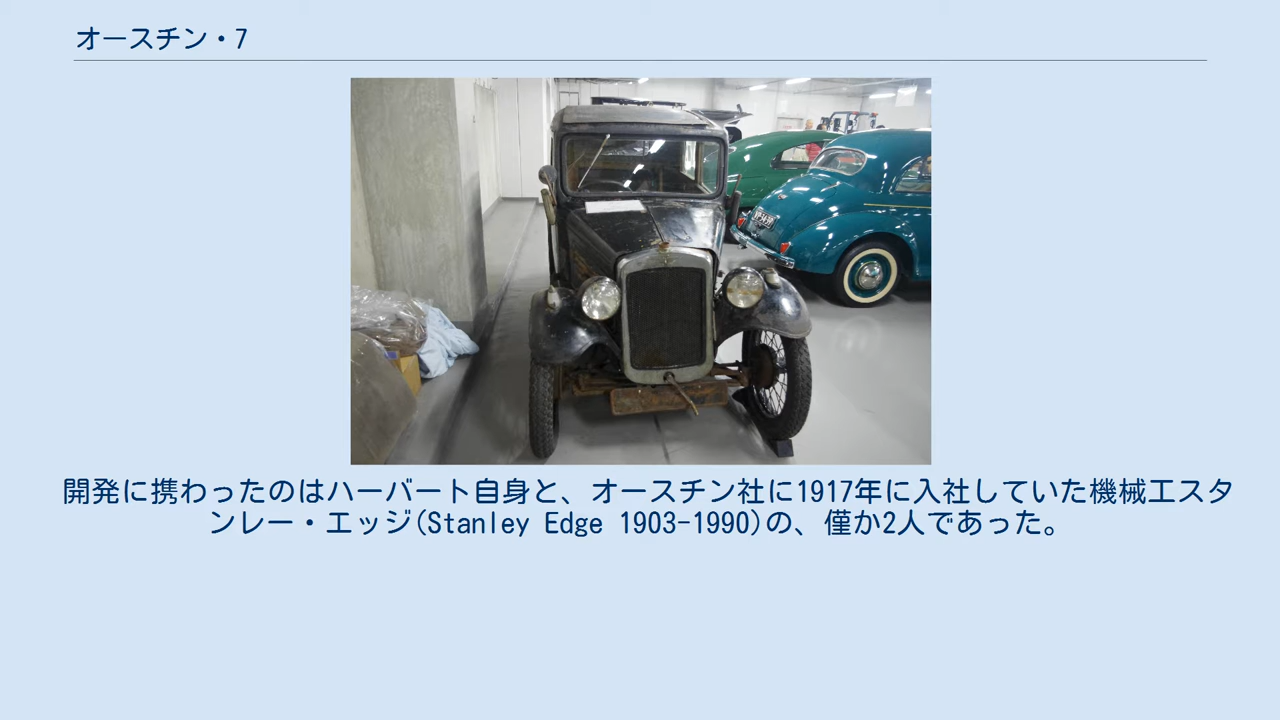 オースチン・7
開発に携わったのはハーバート自身と、オースチン社に1917年に入社していた機械工スタ
ンレー・エッジ(Stanley Edge 1903-1990)の、僅か2人であった。